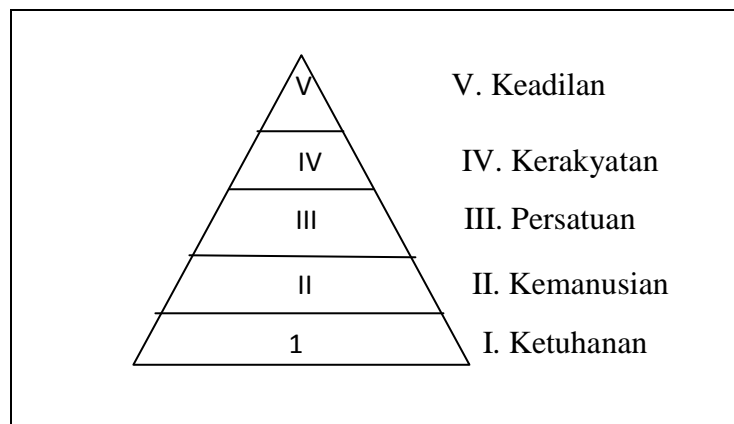 V V. Keadilan
IV IV. Kerakyatan
III III. Persatuan
II II. Kemanusian
1 I. Ketuhanan